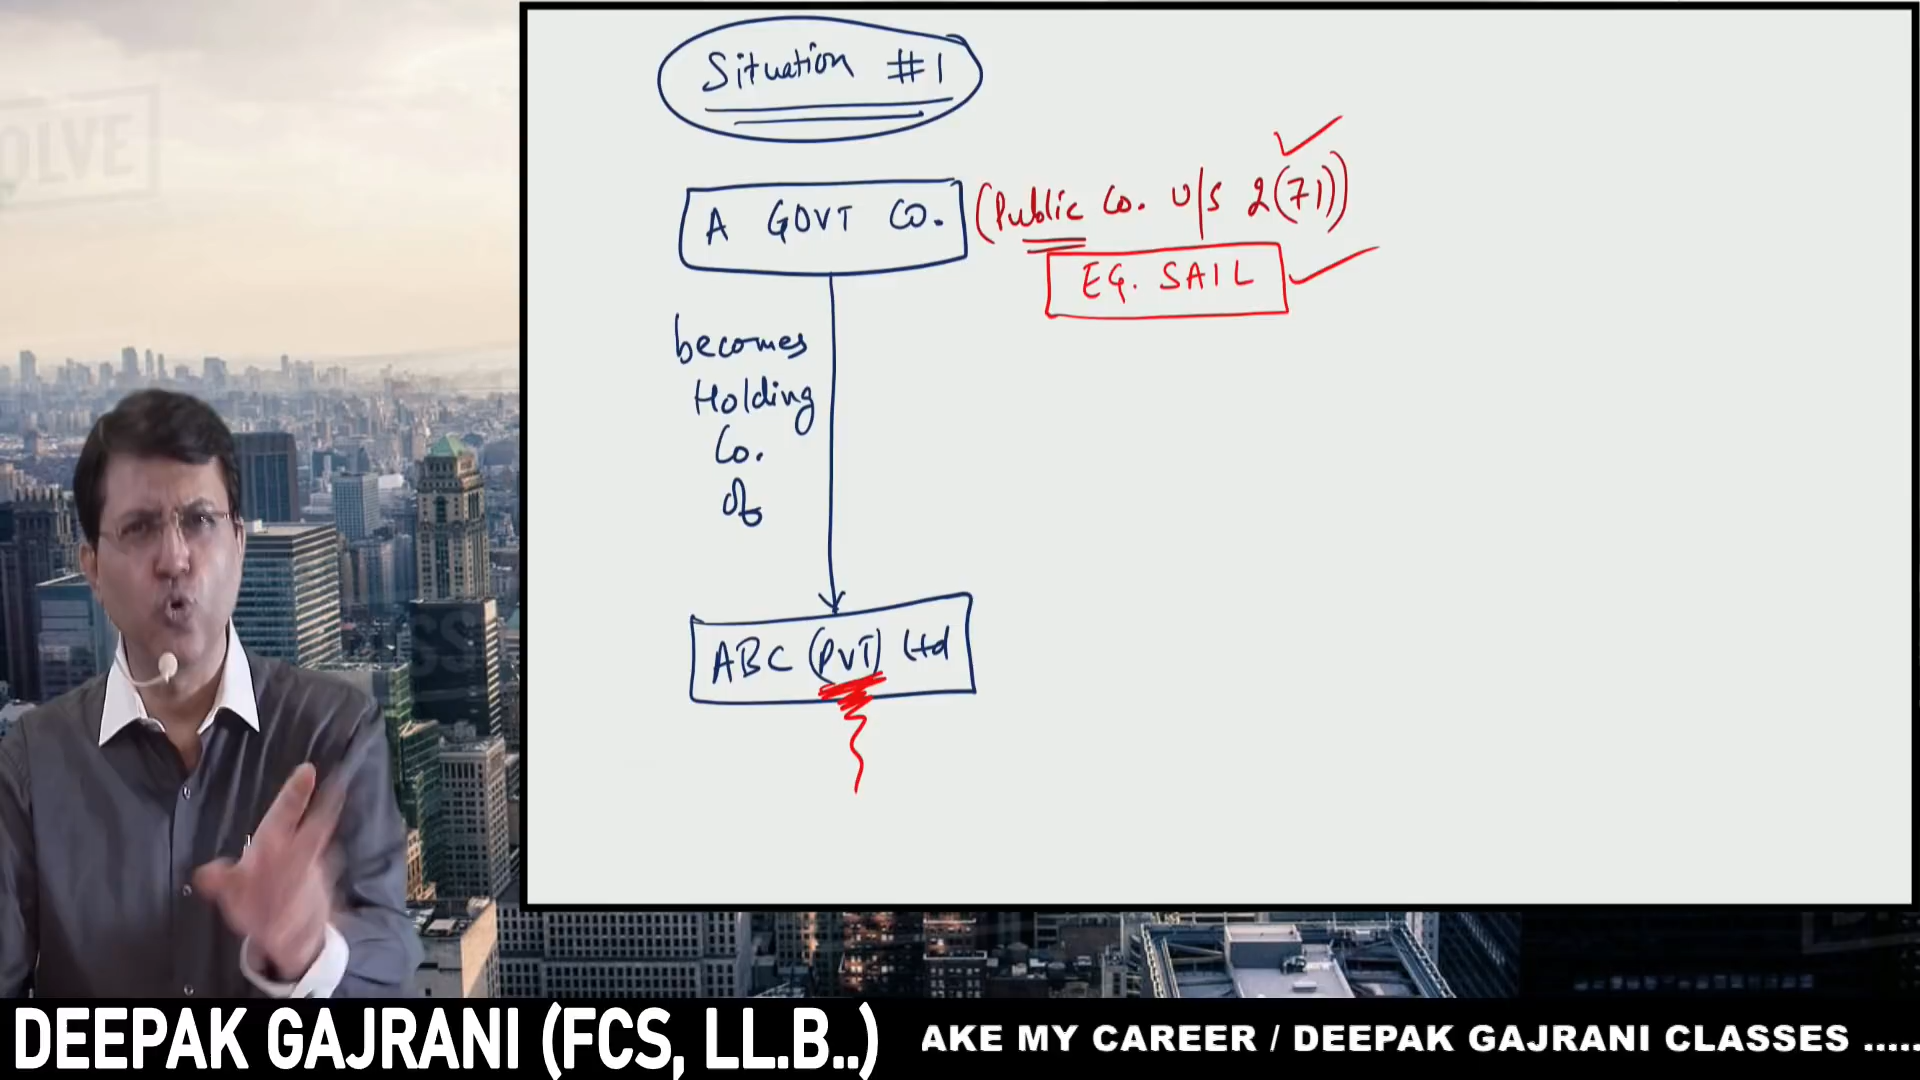 Situation #1
A GOVT CO. (Public Co. U/S 2(71))
EG. SAIL
becomes
Holding
Co.
of
ABC (PVT) Ltd
OLVE
DEEPAK GAJRANI (FCS, LL.B..)
AKE MY CAREER / DEEPAK GAJRANI CLASSES .....